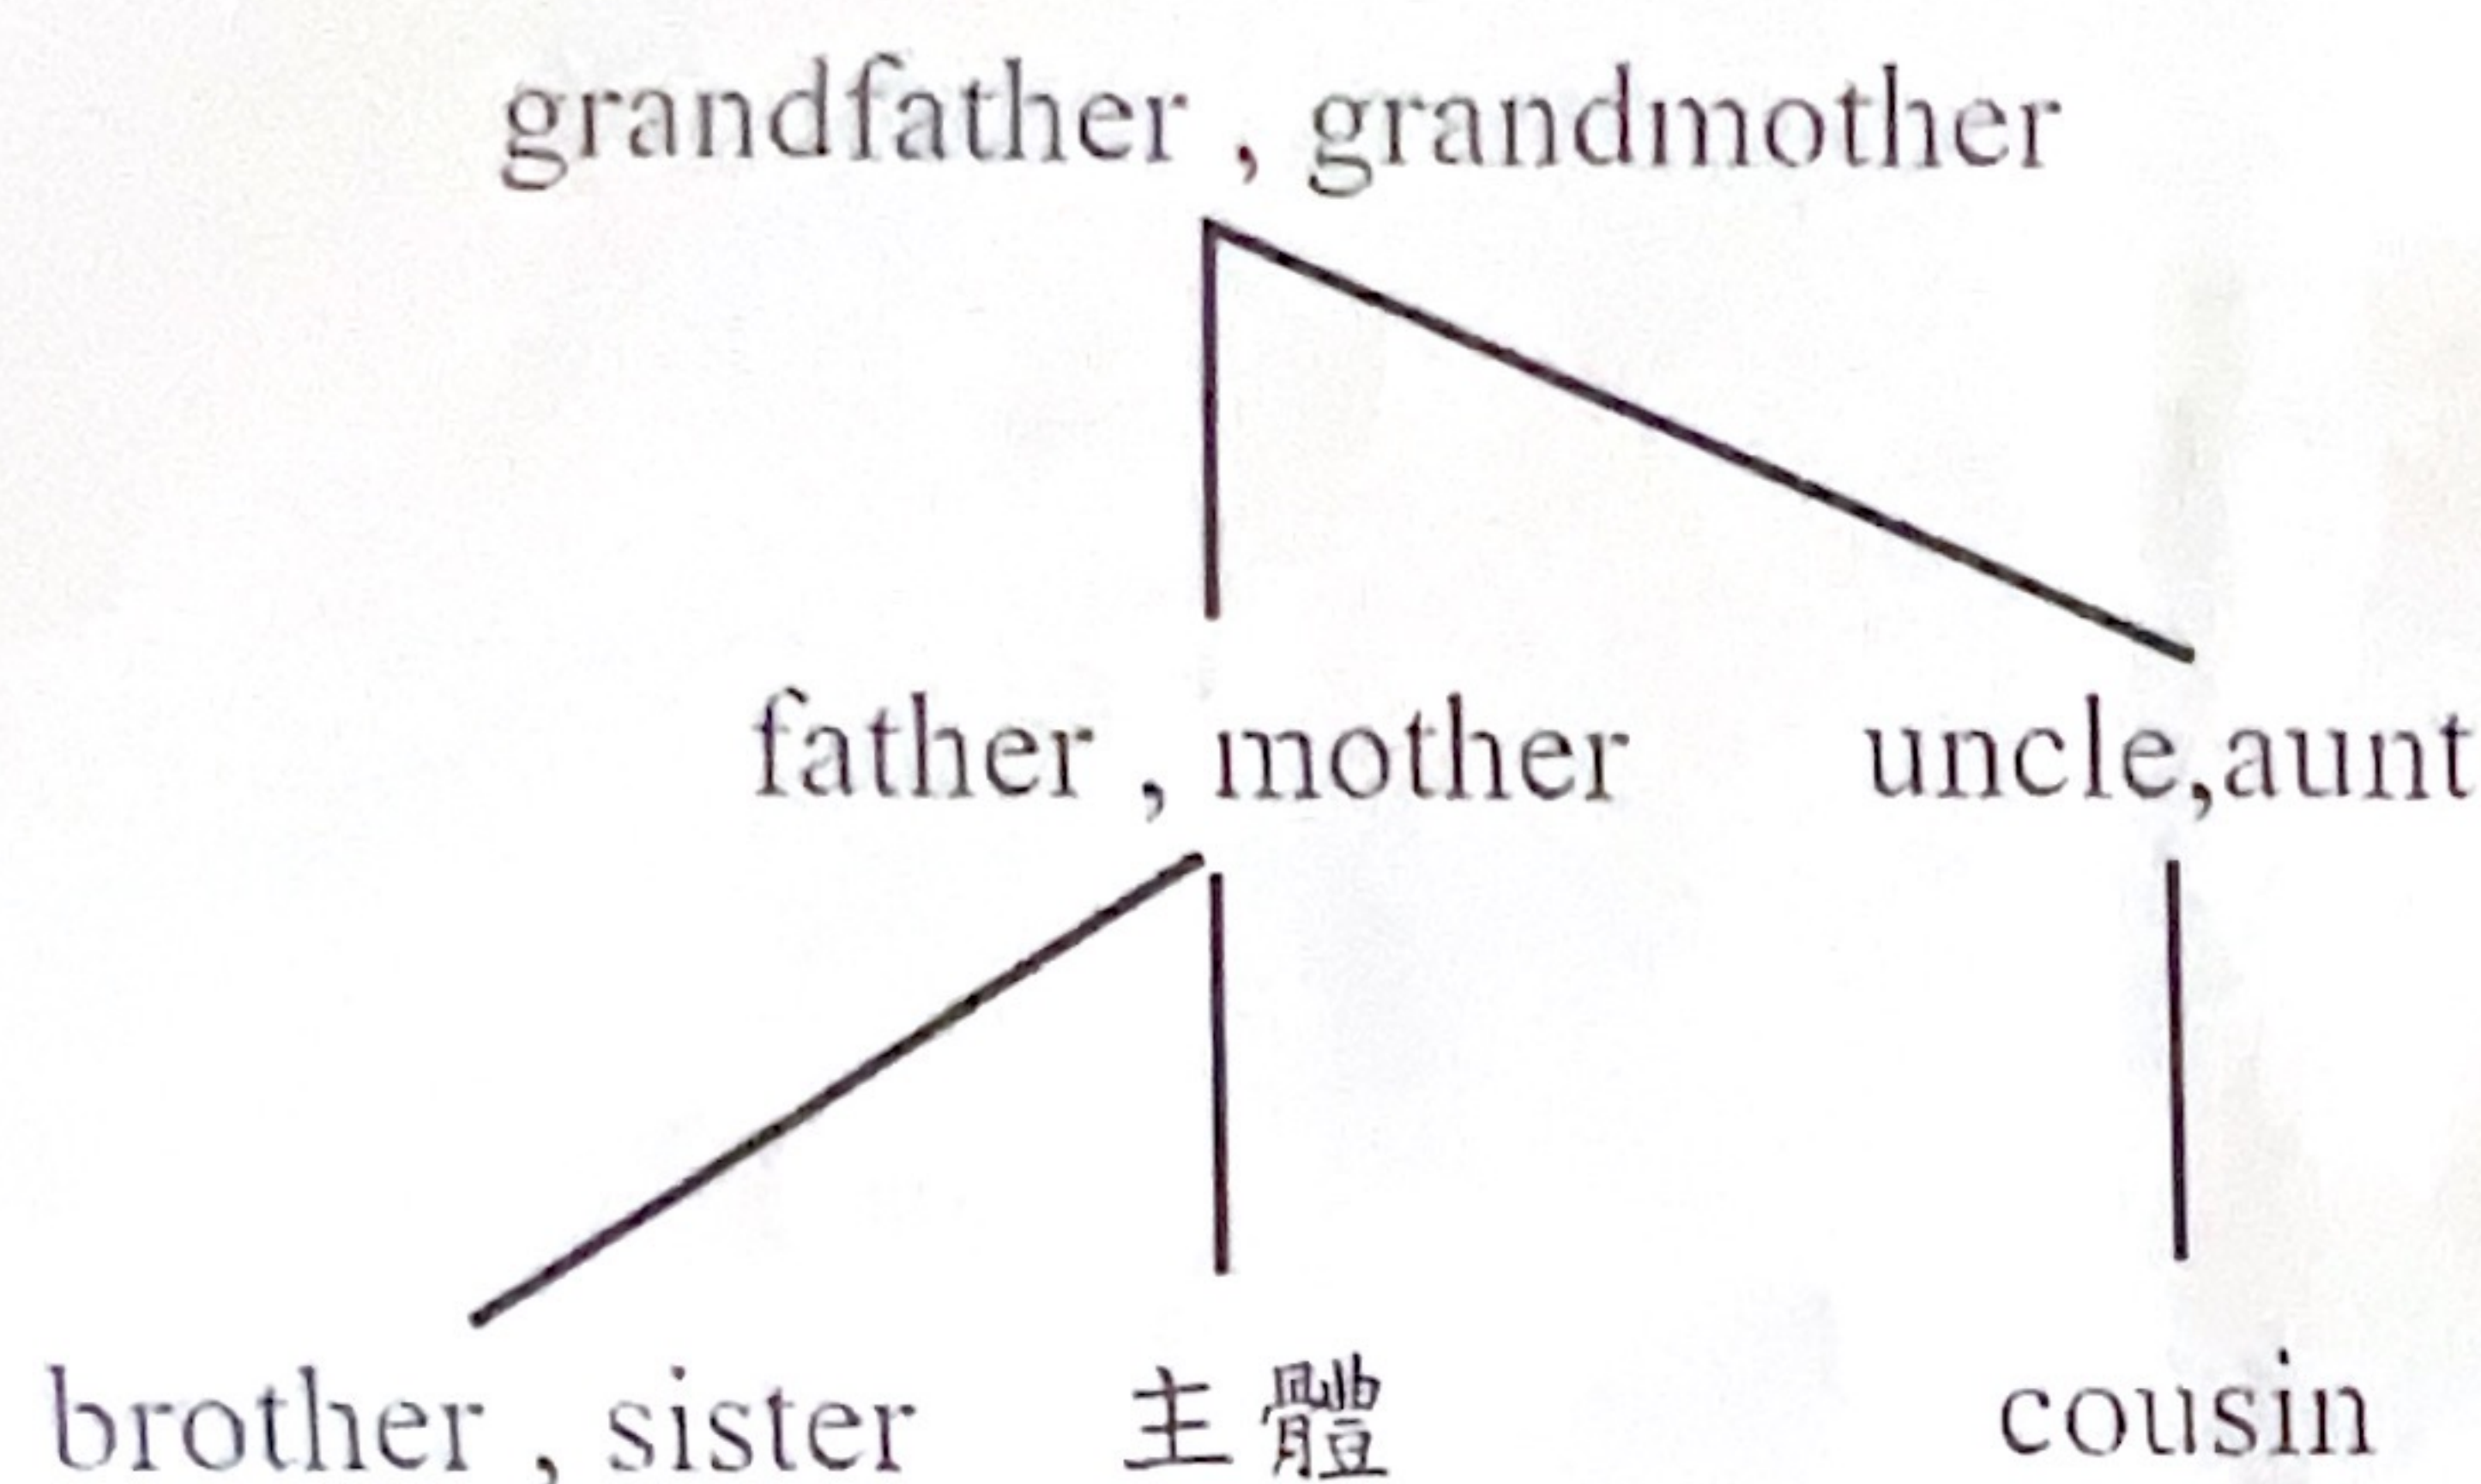 grandfather , grandmother
father , mother uncle,aunt
brother , sister 主體 cousin